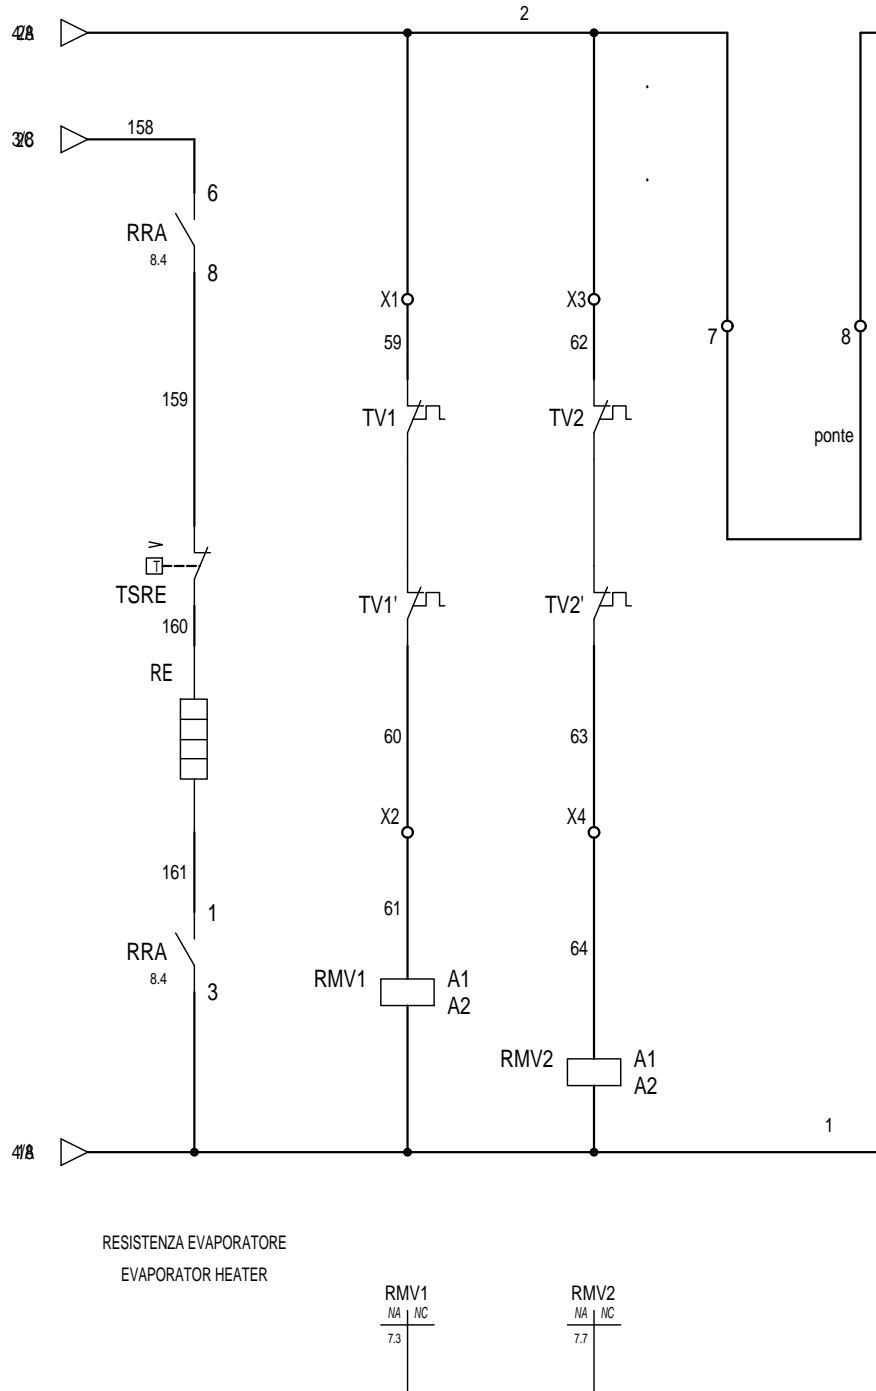 2
158
6
RRA
8.4
8
X1
X3
59
62
7
8
159
TV1
TV2
ponte
V
T
TSRE
TV1'
TV2'
160
RE
60
63
X2
X4
161
1
61
RRA
8.4
64
3
RMV1
A1
A2
RMV2
A1
A2
1
RESISTENZA EVAPORATORE
EVAPORATOR HEATER
RMV1
NA NC
7.3
RMV2
NA NC
7.7